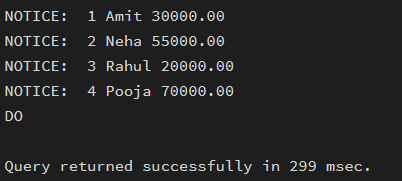 NOTICE:  1 Amit 30000.00
NOTICE:  2 Neha 55000.00
NOTICE:  3 Rahul 20000.00
NOTICE:  4 Pooja 70000.00
DO
Query returned successfully in 299 msec.